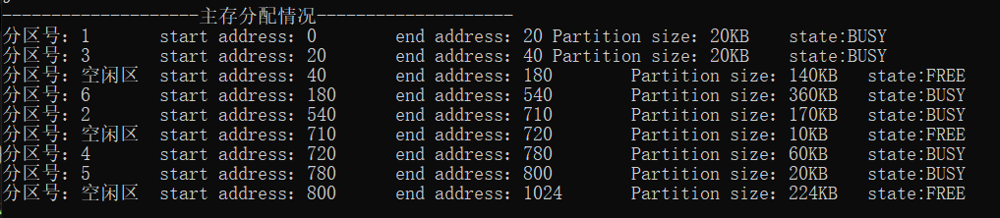 --------------------主存分配情况--------------------
分区号：1 start address：0 end address：20 Partition size：20KB state:BUSY
分区号：3 start address：20 end address：40 Partition size：20KB state:BUSY
分区号：空闲区 start address：40 end address：180 Partition size：140KB state:FREE
分区号：6 start address：180 end address：540 Partition size：360KB state:BUSY
分区号：2 start address：540 end address：710 Partition size：170KB state:BUSY
分区号：空闲区 start address：710 end address：720 Partition size：10KB state:FREE
分区号：4 start address：720 end address：780 Partition size：60KB state:BUSY
分区号：5 start address：780 end address：800 Partition size：20KB state:BUSY
分区号：空闲区 start address：800 end address：1024 Partition size：224KB state:FREE